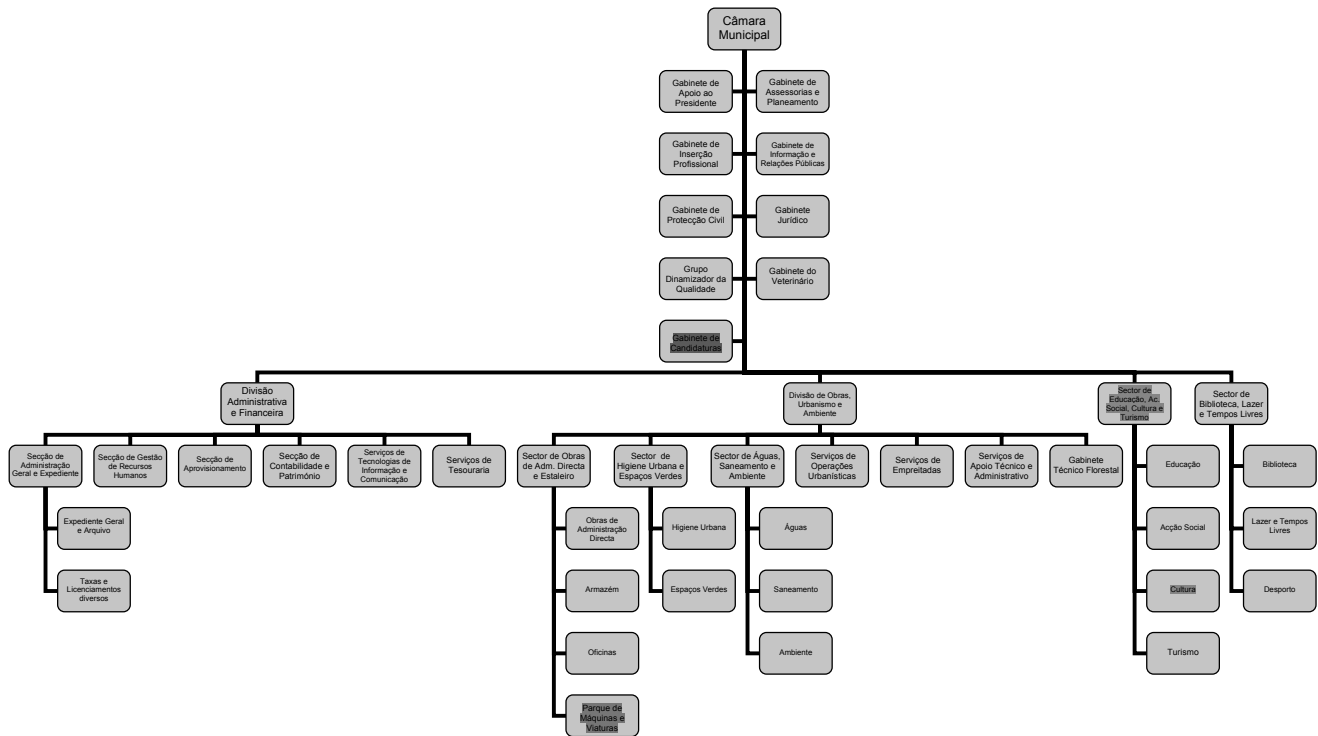 Câmara
Municipal
Gabinete de
Apoio ao
Presidente
Gabinete de
Assessorias e
Planeamento
Gabinete de
Inserção
Profissional
Gabinete de
Informação e
Relações Públicas
Gabinete de
Protecção Civil
Gabinete
Jurídico
Grupo
Dinamizador da
Qualidade
Gabinete do
Veterinário
Gabinete de
Candidaturas
Divisão
Administrativa
e Financeira
Divisão de Obras,
Urbanismo e
Ambiente
Sector de
Educação, Ac.
Social, Cultura e
Turismo
Sector de
Biblioteca, Lazer
e Tempos Livres
Secção de
Administração
Geral e Expediente
Secção de Gestão
de Recursos
Humanos
Secção de
Aprovisionamento
Secção de
Contabilidade e
Património
Serviços de
Tecnologias de
Informação e
Comunicação
Serviços de
Tesouraria
Sector de Obras
de Adm. Directa
e Estaleiro
Sector de
Higiene Urbana e
Espaços Verdes
Sector de Águas,
Saneamento e
Ambiente
Serviços de
Operações
Urbanísticas
Serviços de
Empreitadas
Serviços de
Apoio Técnico e
Administrativo
Gabinete
Técnico Florestal
Educação
Biblioteca
Expediente Geral
e Arquivo
Obras de
Administração
Directa
Higiene Urbana
Águas
Acção Social
Lazer e Tempos
Livres
Taxas e
Licenciamentos
diversos
Armazém
Espaços Verdes
Saneamento
Cultura
Desporto
Oficinas
Ambiente
Turismo
Parque de
Máquinas e
Viaturas